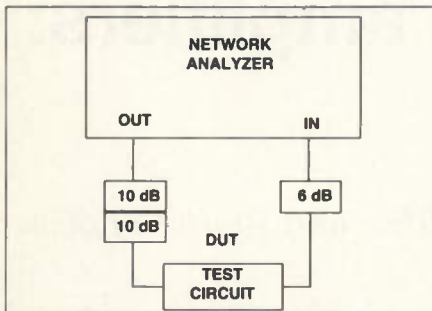 NETWORK
ANALYZER
OUT
IN
10 dB
6 dB
10 dB
DUT
TEST
CIRCUIT